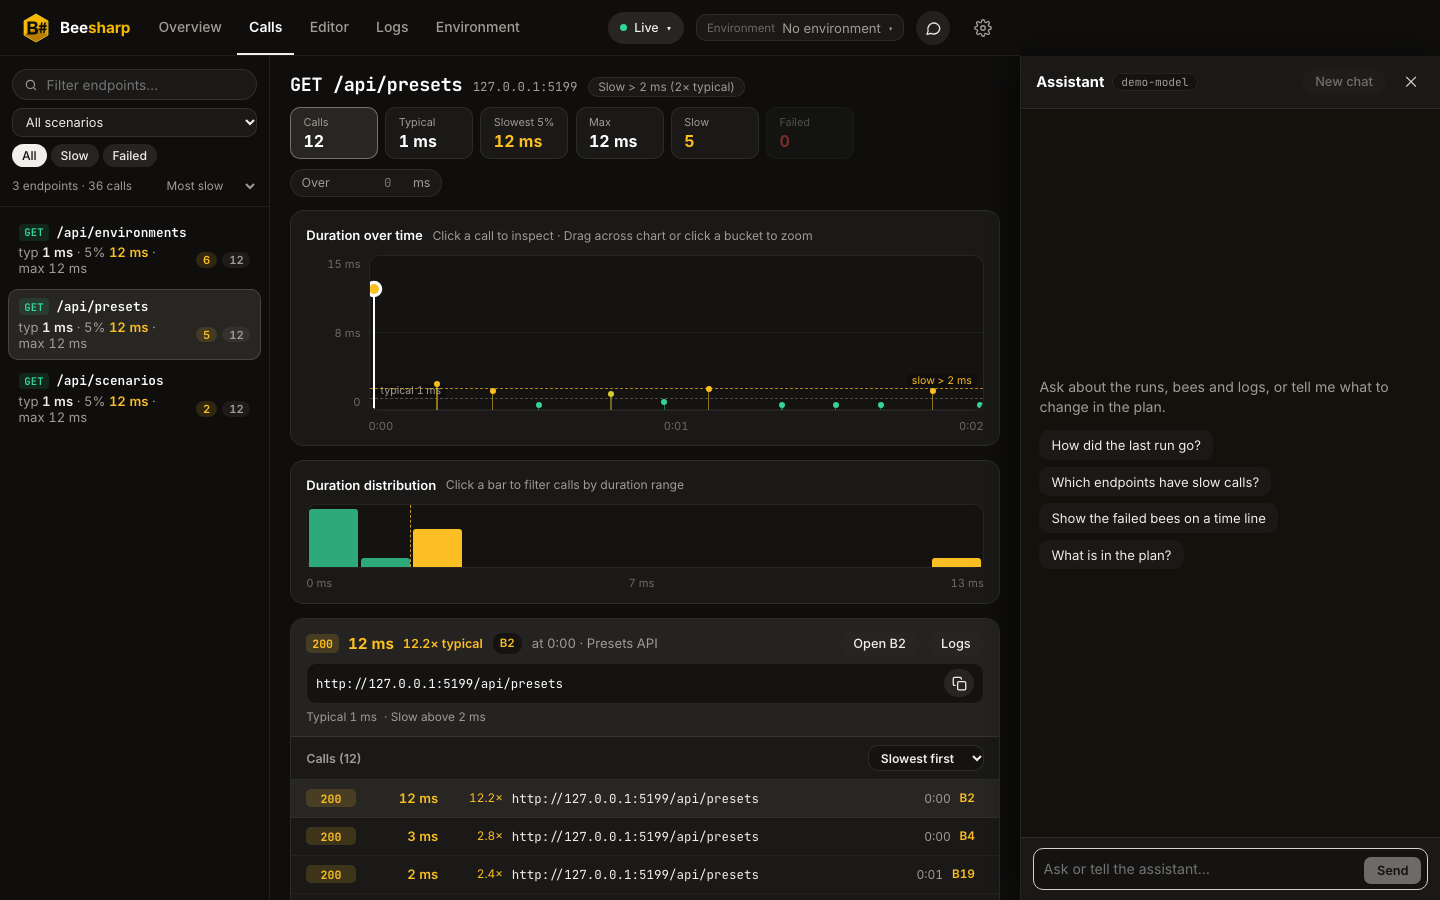 Beesharp
Overview
Calls
Editor
Logs
Environment
Live
Environment No environment
Filter endpoints...
All scenarios
All
Slow
Failed
3 endpoints · 36 calls
Most slow
GET /api/environments
typ 1 ms · 5% 12 ms ·
max 12 ms
6
12
GET /api/presets
typ 1 ms · 5% 12 ms ·
max 12 ms
5
12
GET /api/scenarios
typ 1 ms · 5% 12 ms ·
max 12 ms
2
12
GET /api/presets 127.0.0.1:5199 Slow > 2 ms (2× typical)
Calls
12
Typical
1 ms
Slowest 5%
12 ms
Max
12 ms
Slow
5
Failed
0
Over 0 ms
Duration over time Click a call to inspect · Drag across chart or click a bucket to zoom
15 ms
8 ms
0
typical 1 ms
slow > 2 ms
0:00
0:01
0:02
Duration distribution Click a bar to filter calls by duration range
0 ms
7 ms
13 ms
200 12 ms 12.2× typical B2 at 0:00 · Presets API
Open B2
Logs
http://127.0.0.1:5199/api/presets
Typical 1 ms · Slow above 2 ms
Calls (12)
Slowest first
200 12 ms 12.2× http://127.0.0.1:5199/api/presets 0:00 B2
200 3 ms 2.8× http://127.0.0.1:5199/api/presets 0:00 B4
200 2 ms 2.4× http://127.0.0.1:5199/api/presets 0:01 B19
Assistant demo-model
New chat
Ask about the runs, bees and logs, or tell me what to
change in the plan.
How did the last run go?
Which endpoints have slow calls?
Show the failed bees on a time line
What is in the plan?
Ask or tell the assistant...
Send